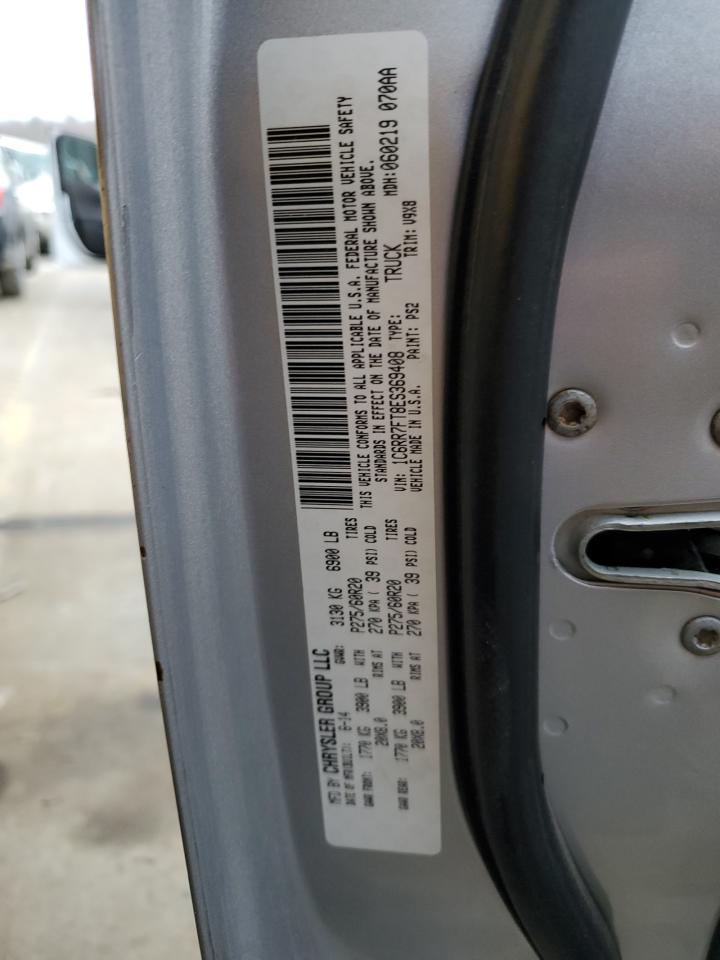 MFD BY CHRYSLER GROUP LLC
DATE OF MFR(BUILT): 6-14 GVWR: 3130 KG 6900 LB
GAWR FRONT: 1770 KG 3900 LB WITH P275/60R20 TIRES
20X8.0 RIMS AT 270 KPA ( 39 PSI) COLD
GAWR REAR: 1770 KG 3900 LB WITH P275/60R20 TIRES
20X8.0 RIMS AT 270 KPA ( 39 PSI) COLD
THIS VEHICLE CONFORMS TO ALL APPLICABLE U.S.A. FEDERAL MOTOR VEHICLE SAFETY
STANDARDS IN EFFECT ON THE DATE OF MANUFACTURE SHOWN ABOVE.
VIN: 1C6RR7FT8ES369408 TYPE: TRUCK MDH:060219 070AA
VEHICLE MADE IN U.S.A. PAINT: PS2 TRIM: V9X8